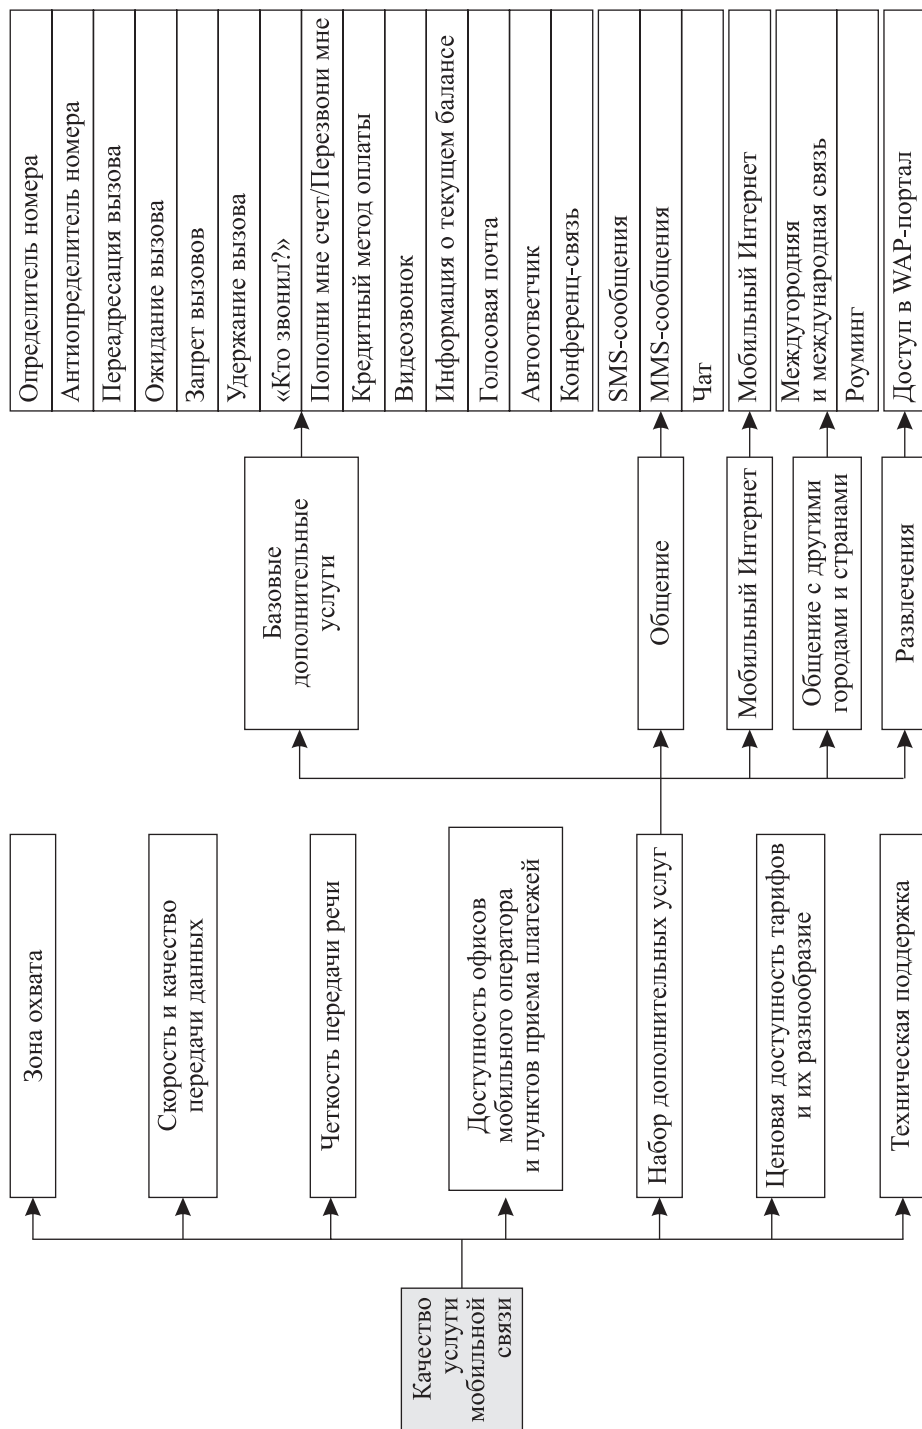 Качество
услуги
мобильной
связи
Зона охвата
Скорость и качество
передачи данных
Четкость передачи речи
Доступность офисов
мобильного оператора
и пунктов приема платежей
Набор дополнительных услуг
Ценовая доступность тарифов
и их разнообразие
Техническая поддержка
Базовые
дополнительные
услуги
Общение
Мобильный Интернет
Общение с другими
городами и странами
Развлечения
Определитель номера
Антиопределитель номера
Переадресация вызова
Ожидание вызова
Запрет вызовов
Удержание вызова
«Кто звонил?»
Пополни мне счет/Перезвони мне
Кредитный метод оплаты
Видеозвонок
Информация о текущем балансе
Голосовая почта
Автоответчик
Конференц-связь
SMS-сообщения
MMS-сообщения
Чат
Мобильный Интернет
Междугородняя
и международная связь
Роуминг
Доступ в WAP-портал